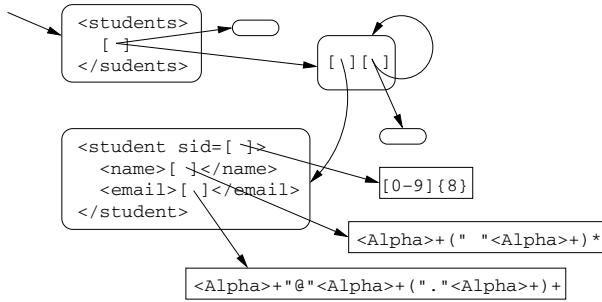 <students>
[ ]
</sudents>
[ ][ ]
<student sid=[ ]>
<name>[ ]</name>
<email>[ ]</email>
</student>
[0-9]{8}
<Alpha>+(" "<Alpha>+)*
<Alpha>+"@"<Alpha>+("."<Alpha>+)+